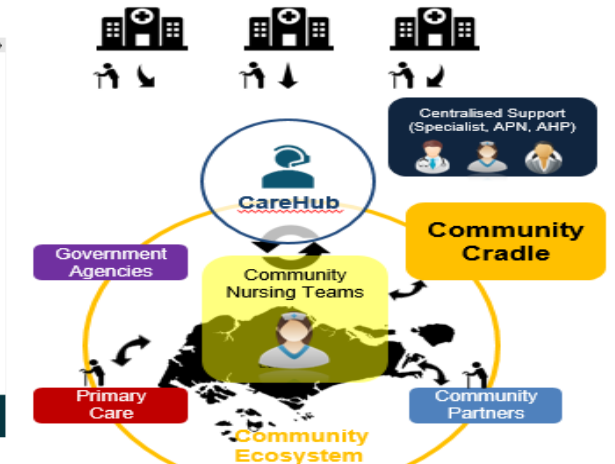 Centralised Support
(Specialist, APN, AHP)
CareHub
Community
Cradle
Government
Agencies
Community
Nursing Teams
Primary
Care
Community
Partners
Community
Ecosystem